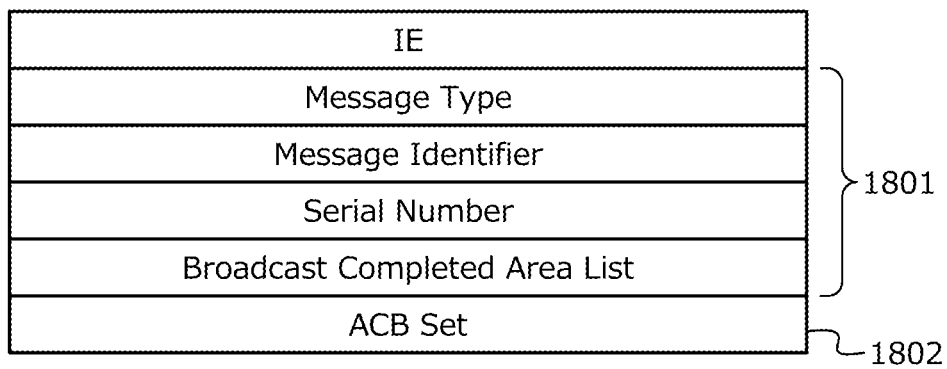 IE
Message Type
Message Identifier
Serial Number
Broadcast Completed Area List
ACB Set
1801
1802